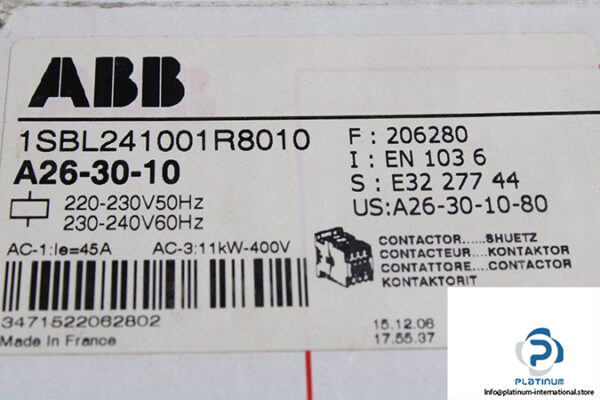 ABB
1SBL241001R8010
A26-30-10
220-230V50Hz
230-240V60Hz
AC-1:Ie=45A AC-3:11kW-400V
F : 206280
I : EN 103 6
S : E32 277 44
US:A26-30-10-80
CONTACTOR.....SHUETZ
CONTACTEUR....KONTAKTOR
CONTATTORE....CONTACTOR
KONTAKTORIT
3471522062802
Made In France
15.12.06
17.55.37
PLATINUM
Info@platinum-international.store